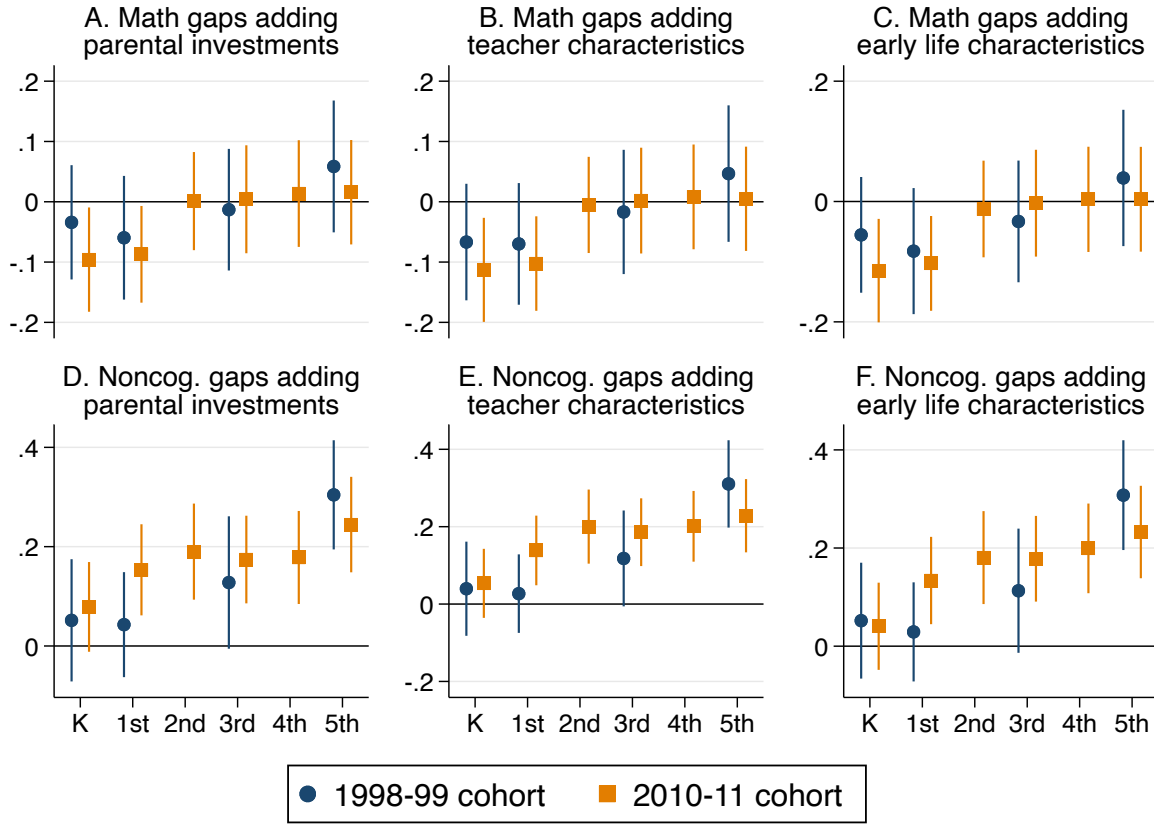 A. Math gaps adding
parental investments
.2
.1
0
-.1
-.2
B. Math gaps adding
teacher characteristics
.2
.1
0
-.1
-.2
C. Math gaps adding
early life characteristics
.2
0
-.2
D. Noncog. gaps adding
parental investments
.4
.2
0
K 1st 2nd 3rd 4th 5th
E. Noncog. gaps adding
teacher characteristics
.4
.2
0
-.2
K 1st 2nd 3rd 4th 5th
F. Noncog. gaps adding
early life characteristics
.4
.2
0
K 1st 2nd 3rd 4th 5th
1998-99 cohort 2010-11 cohort